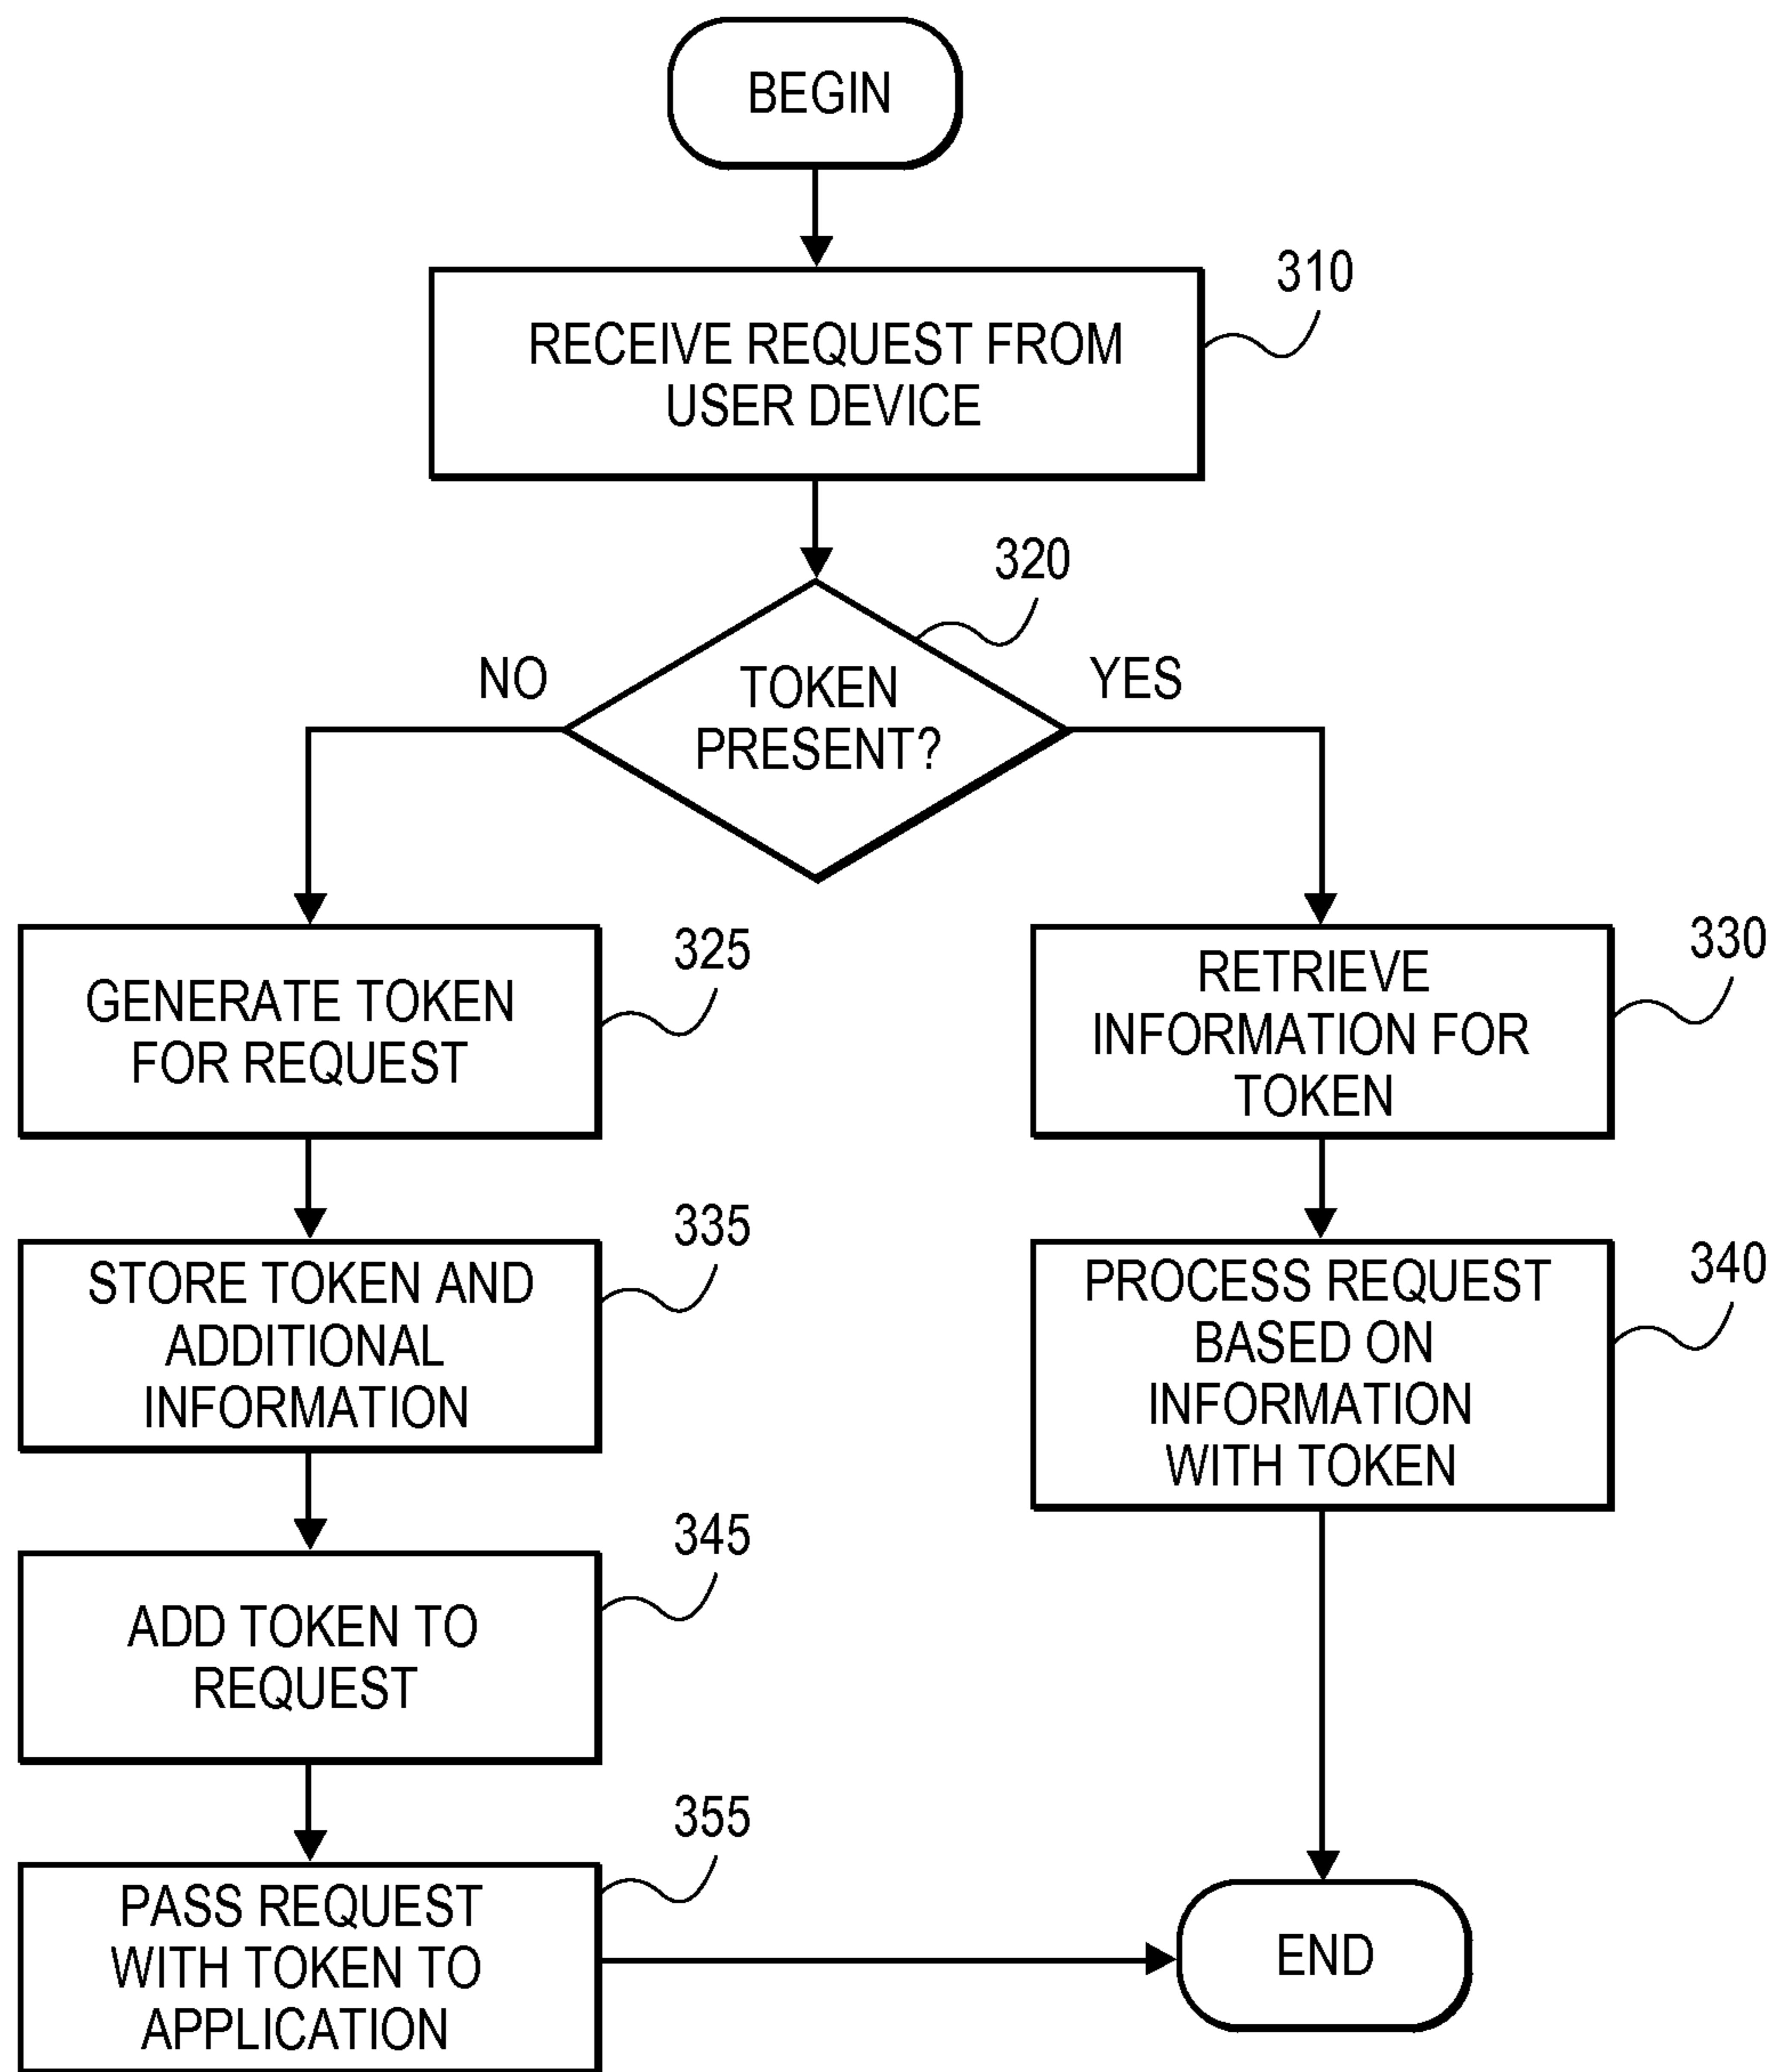 BEGIN
310
RECEIVE REQUEST FROM
USER DEVICE
320
NO
TOKEN
PRESENT?
YES
325
GENERATE TOKEN
FOR REQUEST
330
RETRIEVE
INFORMATION FOR
TOKEN
335
STORE TOKEN AND
ADDITIONAL
INFORMATION
340
PROCESS REQUEST
BASED ON
INFORMATION
WITH TOKEN
345
ADD TOKEN TO
REQUEST
355
PASS REQUEST
WITH TOKEN TO
APPLICATION
END